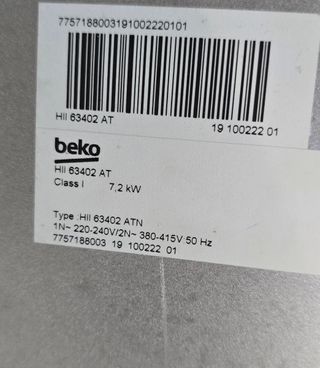 7757188003191002220101
HII 63402 AT
19 100222 01
beko
HII 63402 AT
Class I 7,2 kW
Type :HII 63402 ATN
1N~ 220-240V/2N~ 380-415V:50 Hz
7757188003 19 100222 01